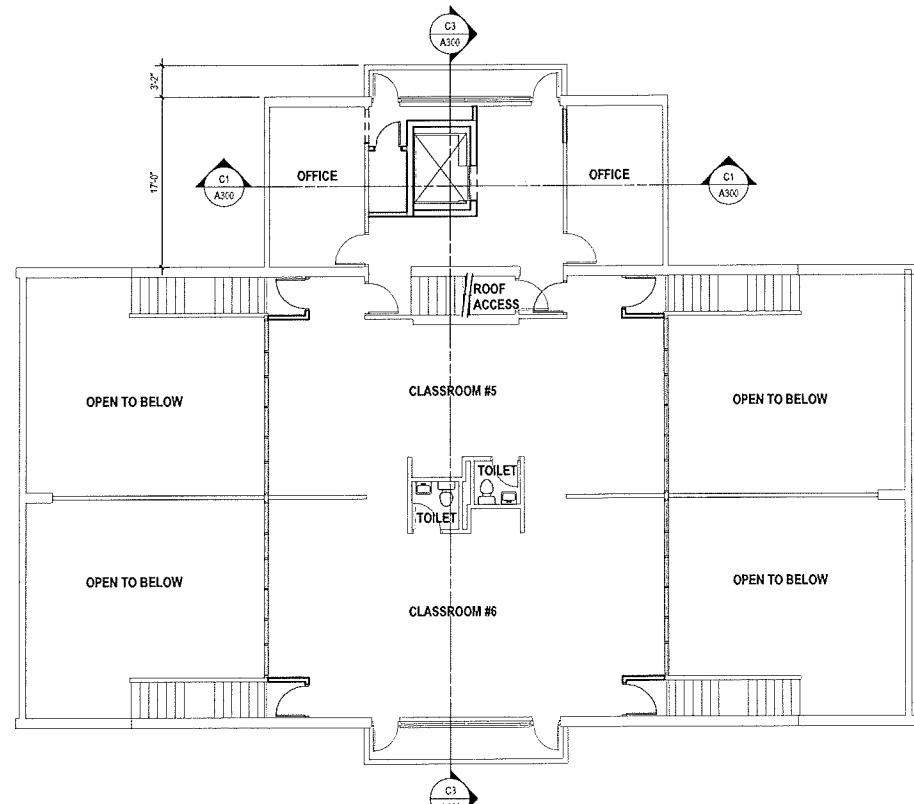 C3
A300
3'-2"
17'-0"
OFFICE
OFFICE
C1
A300
C1
A300
ROOF
ACCESS
CLASSROOM #5
OPEN TO BELOW
OPEN TO BELOW
TOILET
TOILET
OPEN TO BELOW
OPEN TO BELOW
CLASSROOM #6
C3